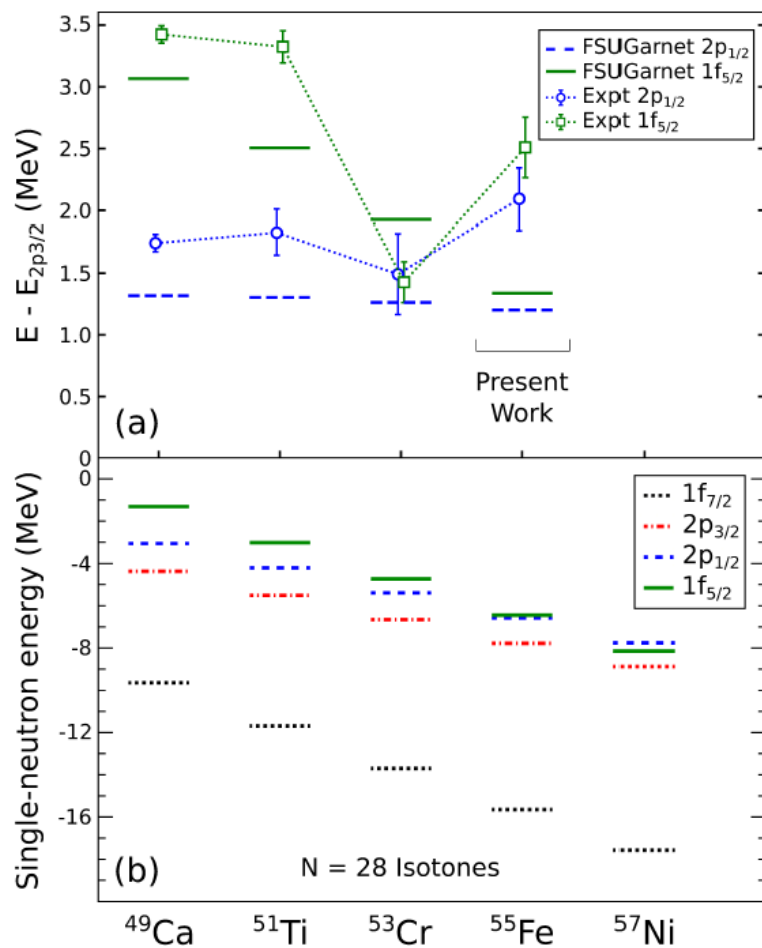 3.5
3.0
2.5
2.0
1.5
1.0
0.5
0
E - E2p3/2 (MeV)
FSUGarnet 2p1/2
FSUGarnet 1f5/2
Expt 2p1/2
Expt 1f5/2
Present
Work
(a)
0
-4
-8
-12
-16
Single-neutron energy (MeV)
1f7/2
2p3/2
2p1/2
1f5/2
(b)
N = 28 Isotones
49Ca 51Ti 53Cr 55Fe 57Ni